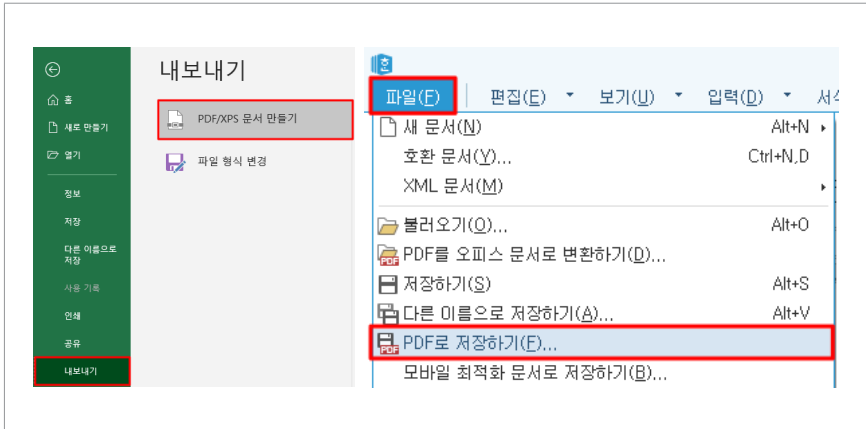 내보내기
홈
새로 만들기
열기
정보
저장
다른 이름으로
저장
사용 기록
인쇄
공유
내보내기
PDF/XPS 문서 만들기
파일 형식 변경
파일(F) 편집(E) 보기(U) 입력(D)
새 문서(N) Alt+N
호환 문서(Y)... Ctrl+N,D
XML 문서(M)
불러오기(O)... Alt+O
PDF를 오피스 문서로 변환하기(D)...
저장하기(S) Alt+S
다른 이름으로 저장하기(A)... Alt+V
PDF로 저장하기(F)...
모바일 최적화 문서로 저장하기(B)...